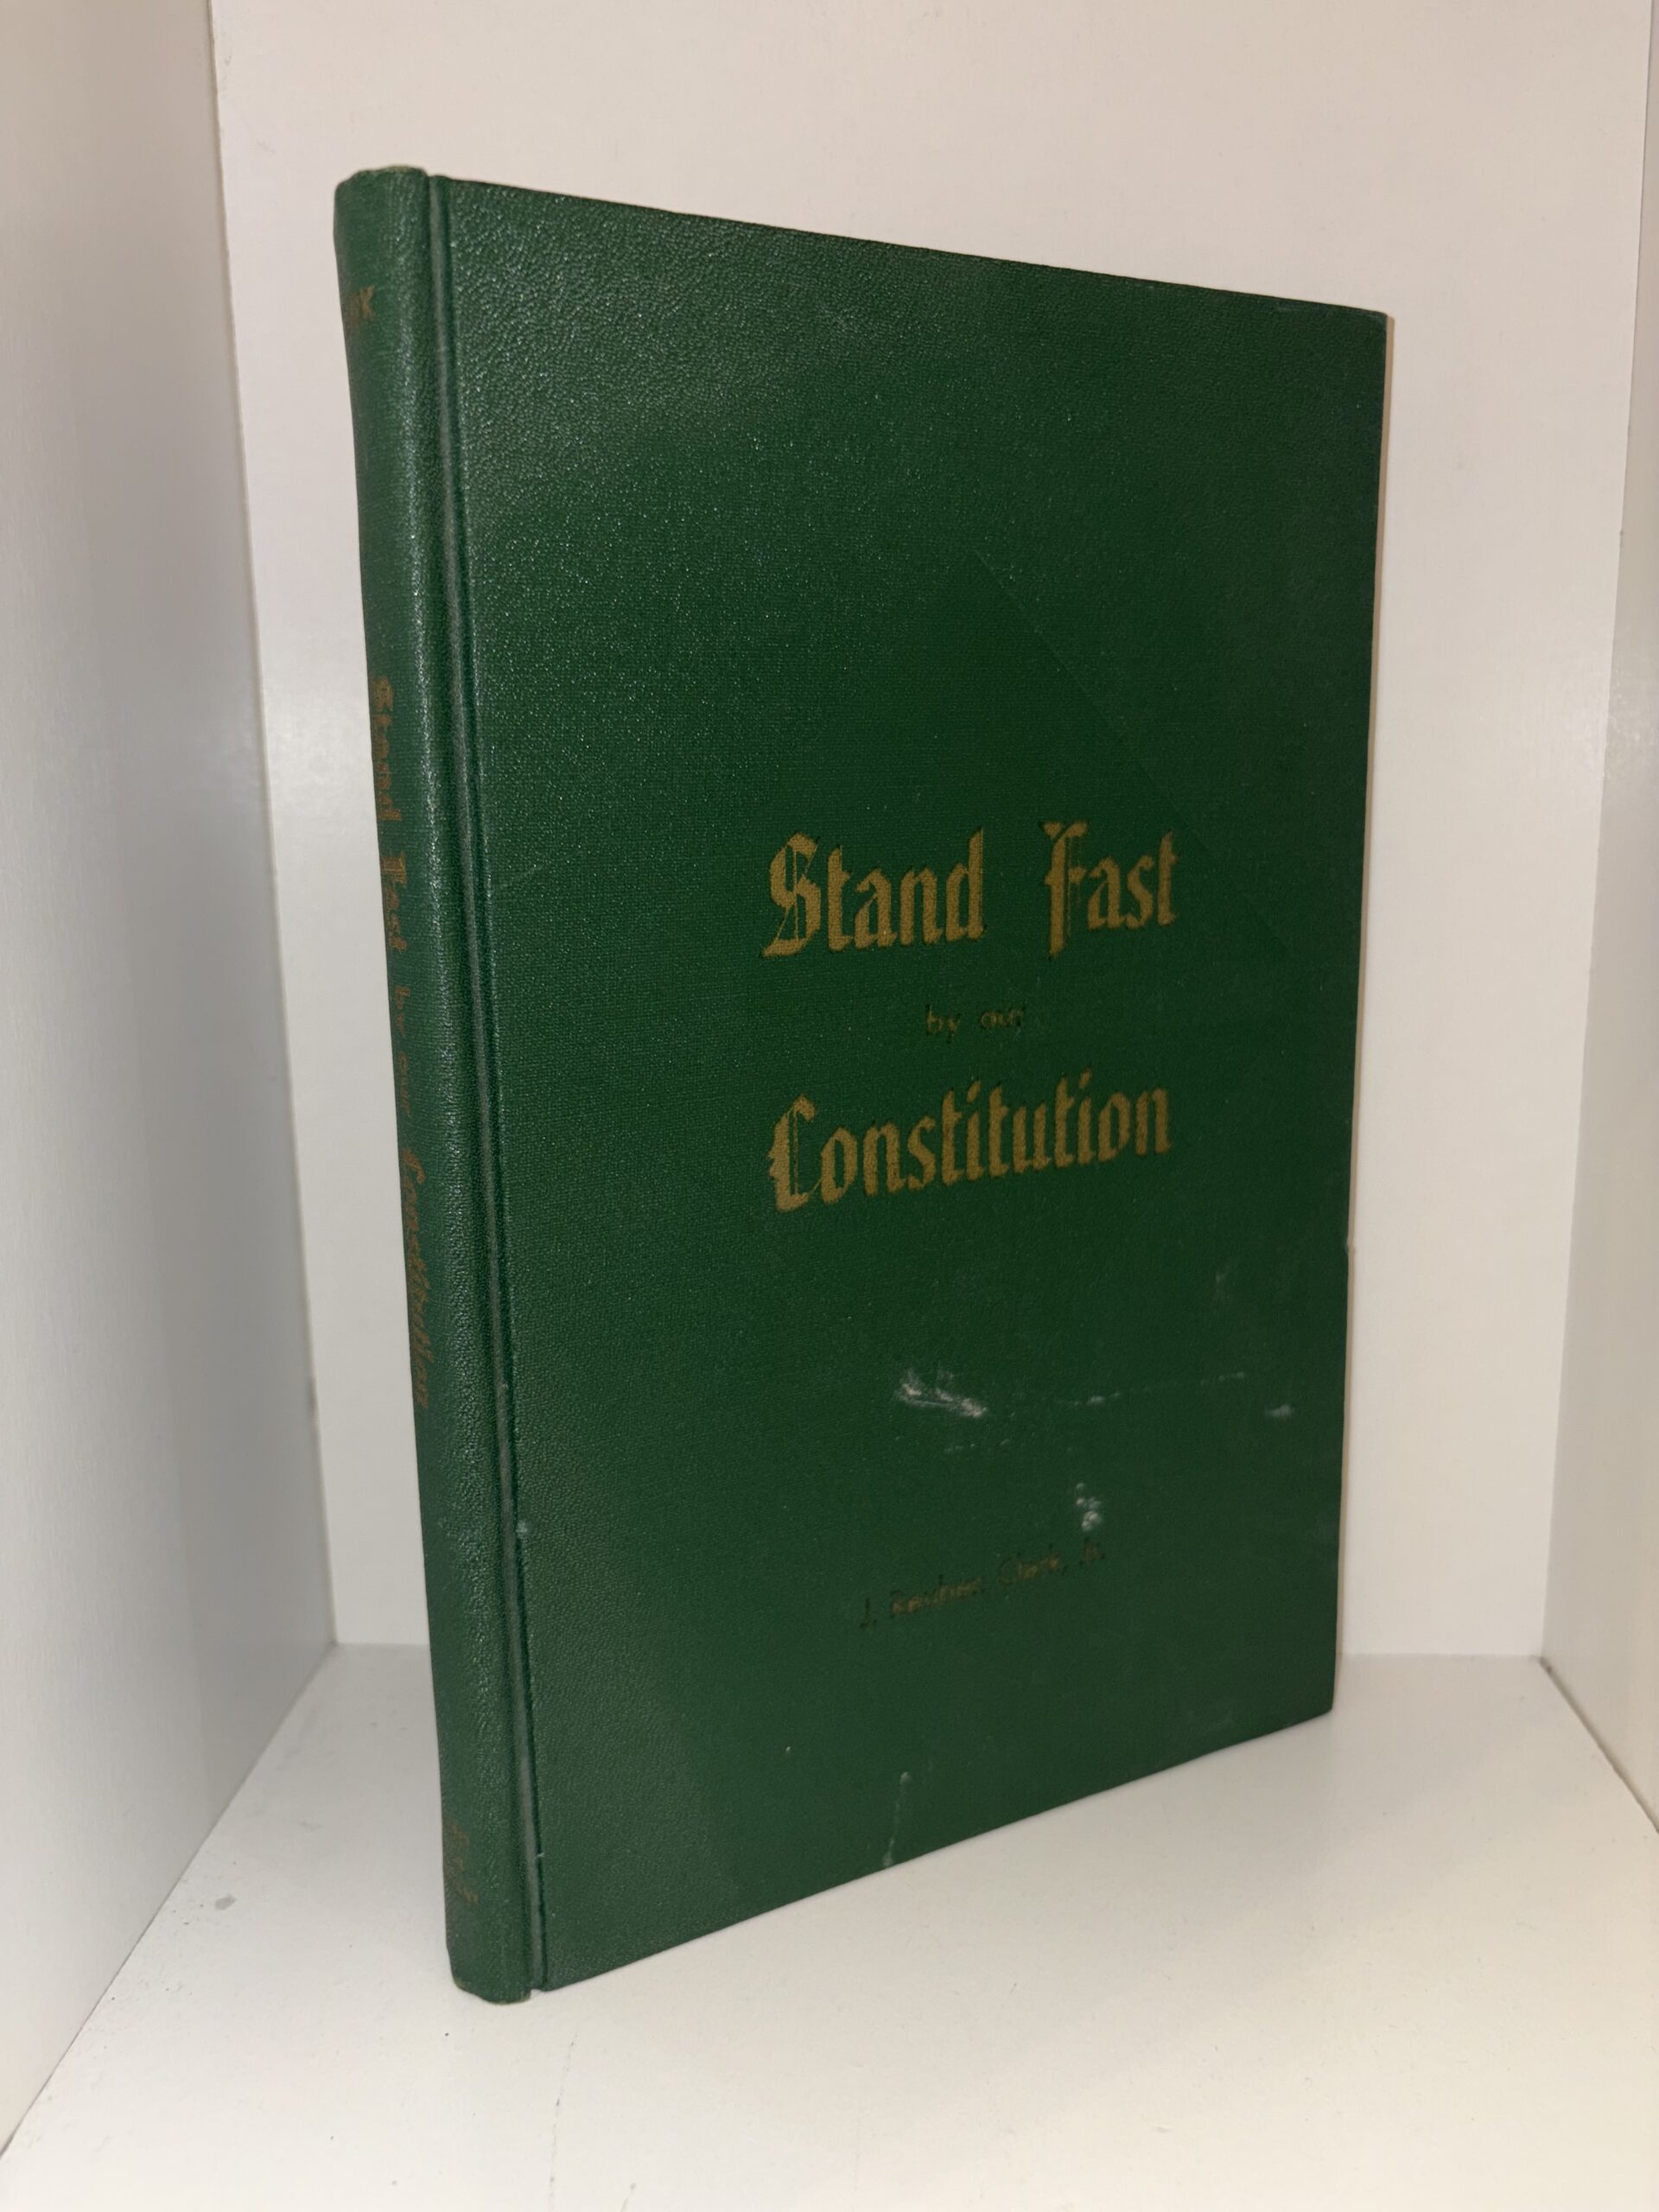 Stand Fast
by our
Constitution
J. Reuben Clark, Jr.
Stand Fast by our Constitution